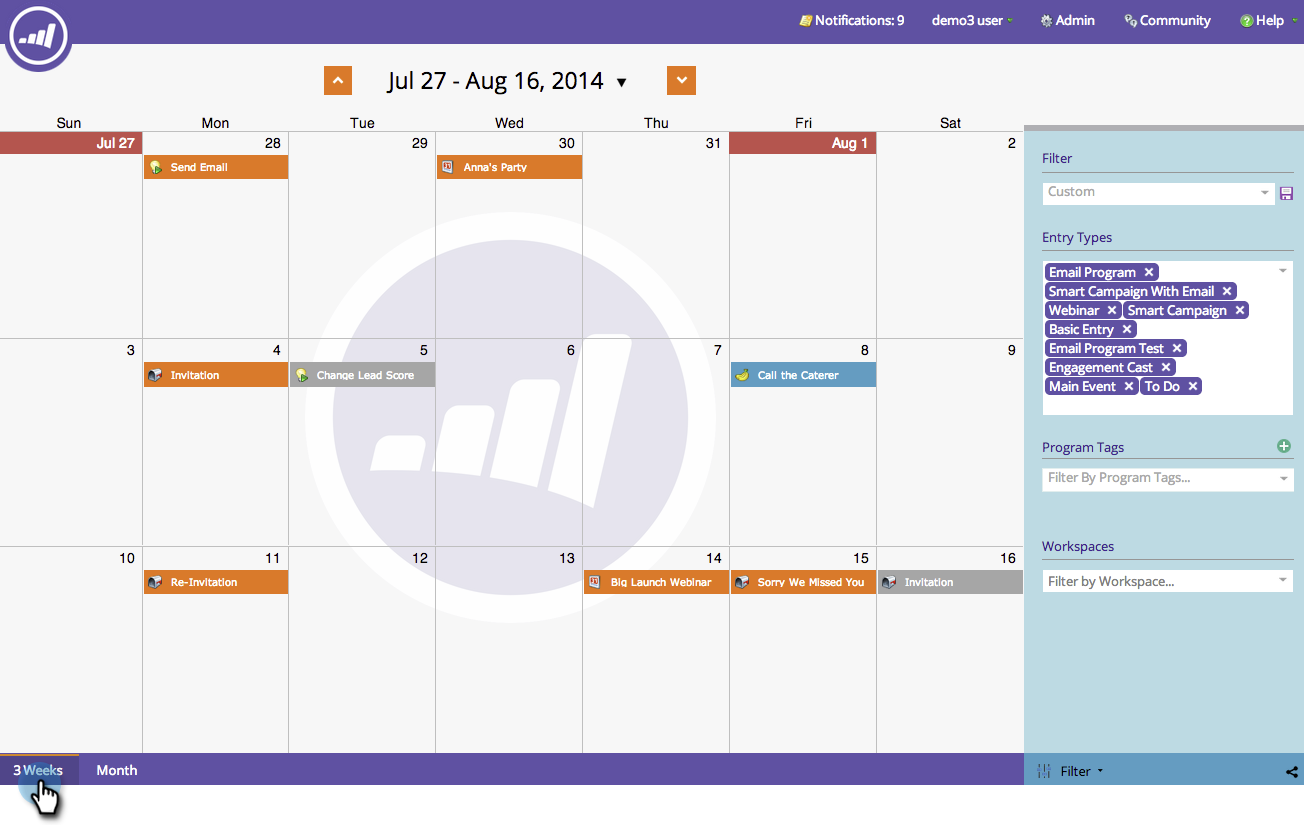 Notifications: 9 demo3 user Admin Community Help
Jul 27 - Aug 16, 2014
Sun Mon Tue Wed Thu Fri Sat
Jul 27 28 29 30 31 Aug 1 2
Send Email Anna's Party
3 4 5 6 7 8 9
Invitation Change Lead Score Call the Caterer
10 11 12 13 14 15 16
Re-Invitation Big Launch Webinar Sorry We Missed You Invitation
3 Weeks Month
Filter
Custom
Entry Types
Email Program
Smart Campaign With Email
Webinar Smart Campaign
Basic Entry
Email Program Test
Engagement Cast
Main Event To Do
Program Tags
Filter By Program Tags...
Workspaces
Filter by Workspace...
Filter